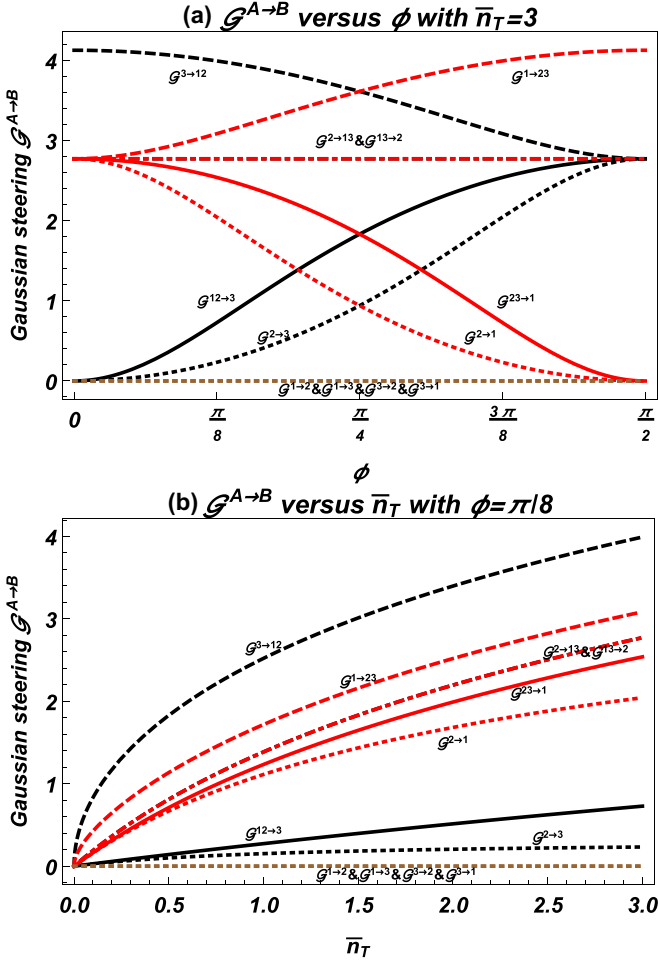 (a) 𝒢^A→B versus ϕ with n̅_T=3
Gaussian steering 𝒢^A→B
4
3
2
1
0
𝒢^3→12
𝒢^1→23
𝒢^2→13&𝒢^13→2
𝒢^12→3
𝒢^23→1
𝒢^2→3
𝒢^2→1
𝒢^1→2&𝒢^1→3&𝒢^3→2&𝒢^3→1
0 π/8 π/4 3π/8 π/2
ϕ
(b) 𝒢^A→B versus n̅_T with ϕ=π/8
Gaussian steering 𝒢^A→B
4
3
2
1
0
𝒢^3→12
𝒢^2→13&𝒢^13→2
𝒢^1→23
𝒢^23→1
𝒢^2→1
𝒢^12→3
𝒢^2→3
𝒢^1→2&𝒢^1→3&𝒢^3→2&𝒢^3→1
0.0 0.5 1.0 1.5 2.0 2.5 3.0
n̅_T